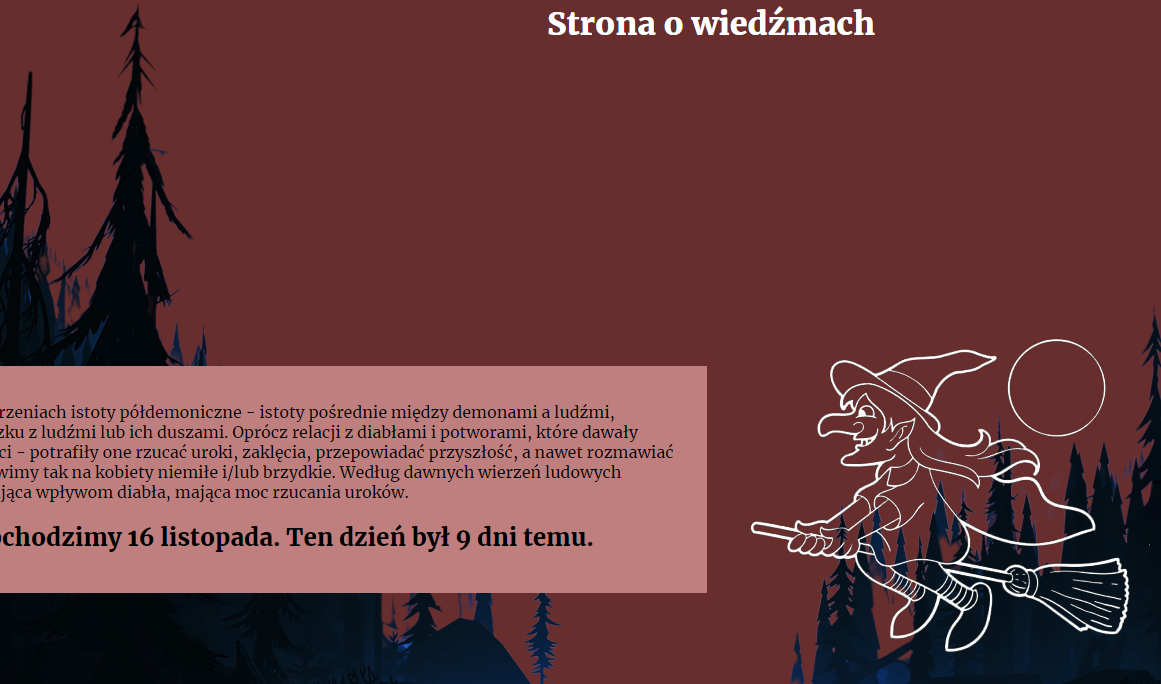 Strona o wiedźmach
rzeniach istoty półdemoniczne - istoty pośrednie między demonami a ludźmi,
zku z ludźmi lub ich duszami. Oprócz relacji z diabłami i potworami, które dawały
ci - potrafiły one rzucać uroki, zaklęcia, przepowiadać przyszłość, a nawet rozmawiać
wimy tak na kobiety niemiłe i/lub brzydkie. Według dawnych wierzeń ludowych
jąca wpływom diabła, mająca moc rzucania uroków.
ochodzimy 16 listopada. Ten dzień był 9 dni temu.